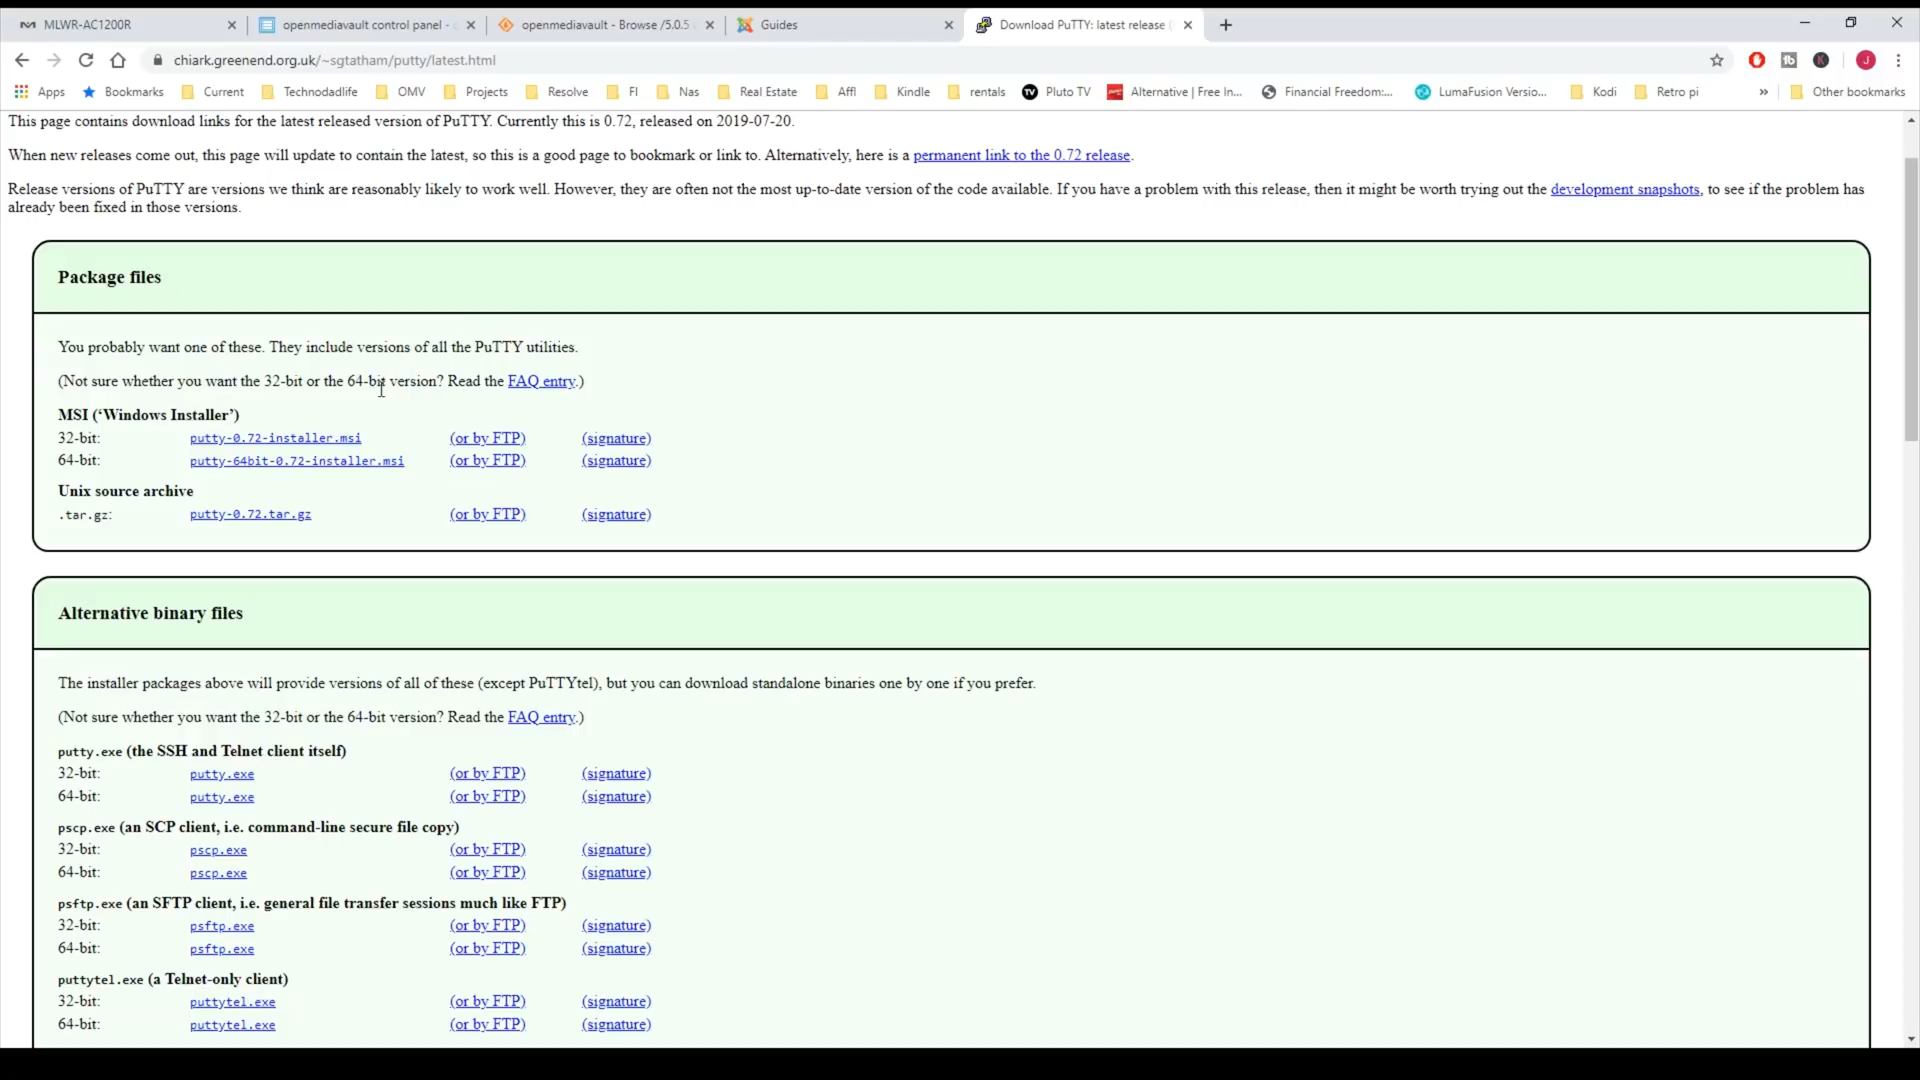 MLWR-AC1200R
openmediavault control panel -
openmediavault - Browse /5.0.5
Guides
Download PuTTY: latest release (
chiark.greenend.org.uk/~sgtatham/putty/latest.html
Apps Bookmarks Current Technodadlife OMV Projects Resolve FI Nas Real Estate Affl Kindle rentals Pluto TV Alternative | Free In... Financial Freedom:... LumaFusion Versio... Kodi Retro pi » Other bookmarks
This page contains download links for the latest released version of PuTTY. Currently this is 0.72, released on 2019-07-20.
When new releases come out, this page will update to contain the latest, so this is a good page to bookmark or link to. Alternatively, here is a permanent link to the 0.72 release.
Release versions of PuTTY are versions we think are reasonably likely to work well. However, they are often not the most up-to-date version of the code available. If you have a problem with this release, then it might be worth trying out the development snapshots, to see if the problem has
already been fixed in those versions.
Package files
You probably want one of these. They include versions of all the PuTTY utilities.
(Not sure whether you want the 32-bit or the 64-bit version? Read the FAQ entry.)
MSI (‘Windows Installer’)
32-bit: putty-0.72-installer.msi (or by FTP) (signature)
64-bit: putty-64bit-0.72-installer.msi (or by FTP) (signature)
Unix source archive
.tar.gz: putty-0.72.tar.gz (or by FTP) (signature)
Alternative binary files
The installer packages above will provide versions of all of these (except PuTTYtel), but you can download standalone binaries one by one if you prefer.
(Not sure whether you want the 32-bit or the 64-bit version? Read the FAQ entry.)
putty.exe (the SSH and Telnet client itself)
32-bit: putty.exe (or by FTP) (signature)
64-bit: putty.exe (or by FTP) (signature)
pscp.exe (an SCP client, i.e. command-line secure file copy)
32-bit: pscp.exe (or by FTP) (signature)
64-bit: pscp.exe (or by FTP) (signature)
psftp.exe (an SFTP client, i.e. general file transfer sessions much like FTP)
32-bit: psftp.exe (or by FTP) (signature)
64-bit: psftp.exe (or by FTP) (signature)
puttytel.exe (a Telnet-only client)
32-bit: puttytel.exe (or by FTP) (signature)
64-bit: puttytel.exe (or by FTP) (signature)